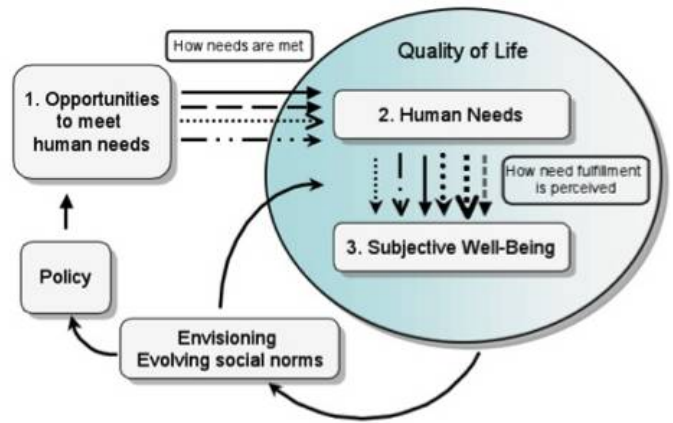 How needs are met
Quality of Life
1. Opportunities
to meet
human needs
2. Human Needs
How need fulfillment
is perceived
3. Subjective Well-Being
Policy
Envisioning
Evolving social norms